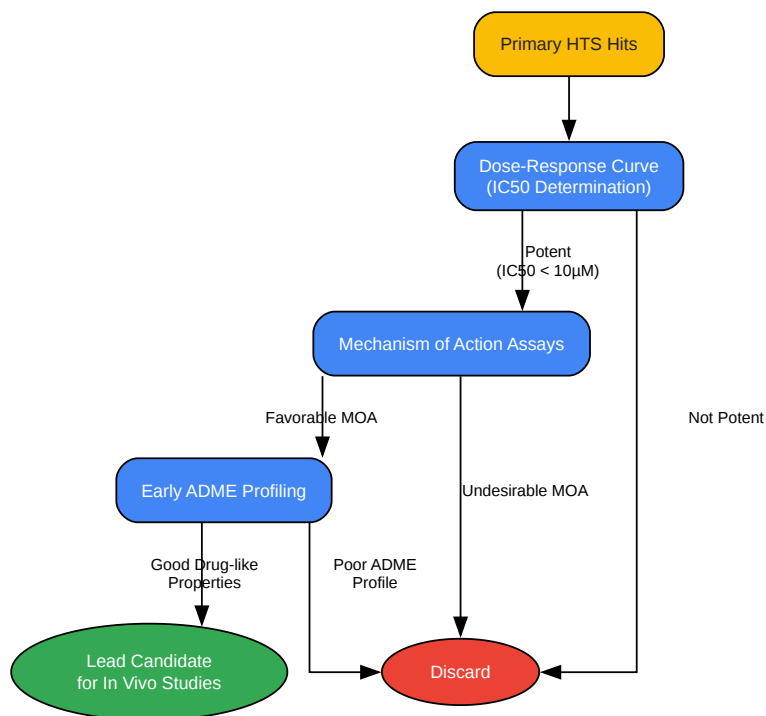 Primary HTS Hits
Dose-Response Curve
(IC50 Determination)
Potent
(IC50 < 10µM)
Mechanism of Action Assays
Favorable MOA
Not Potent
Early ADME Profiling
Undesirable MOA
Good Drug-like
Properties
Poor ADME
Profile
Lead Candidate
for In Vivo Studies
Discard